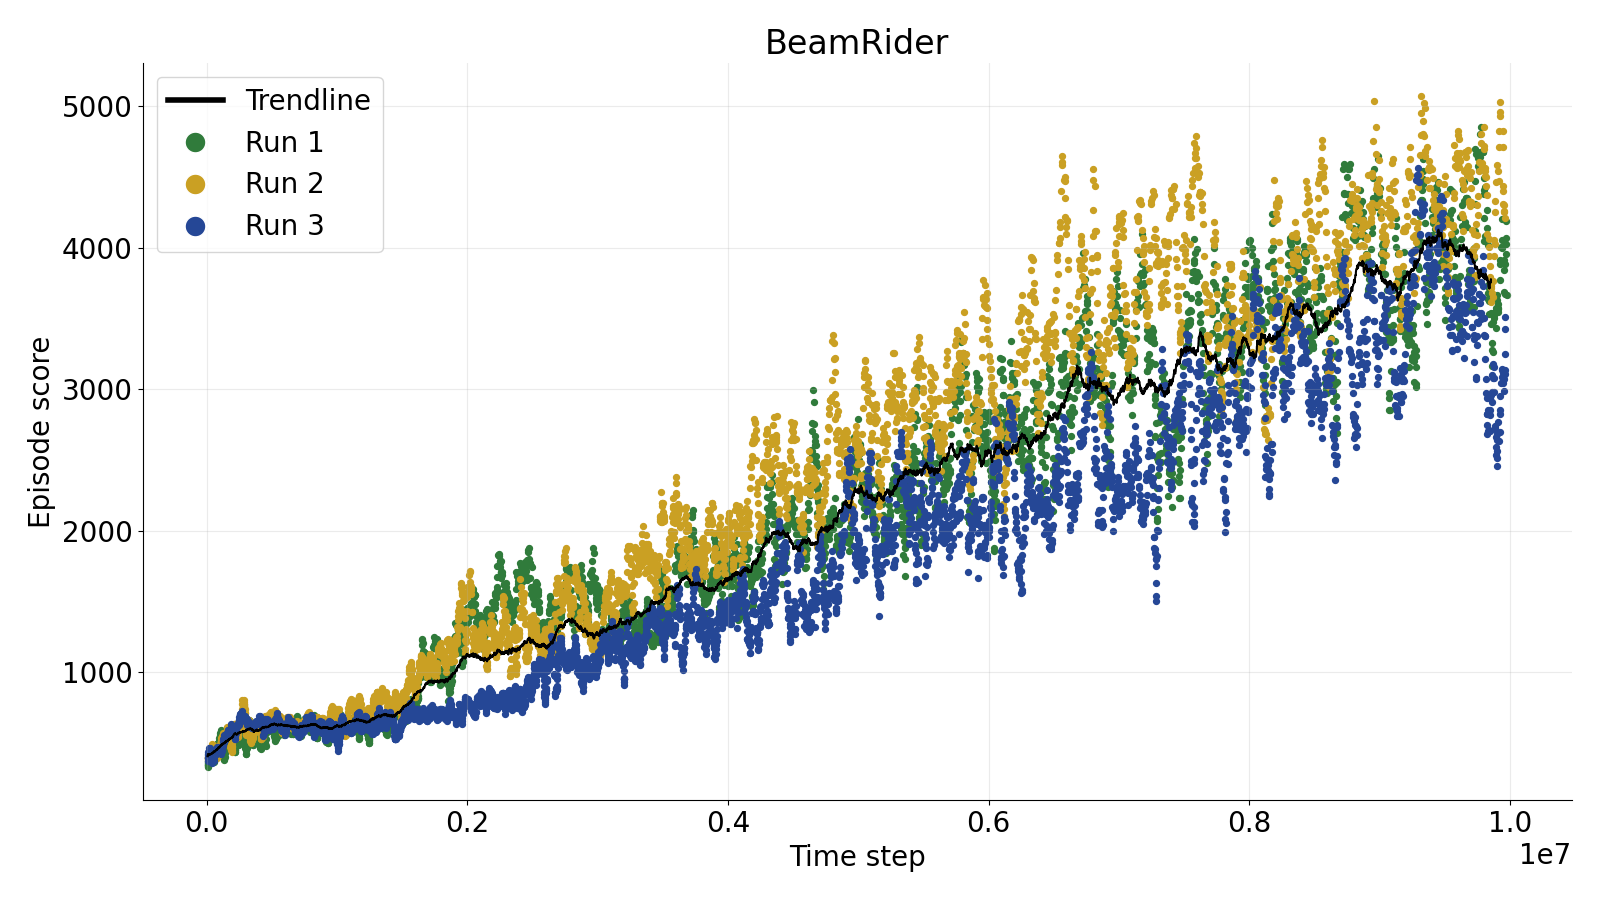 BeamRider
Trendline
Run 1
Run 2
Run 3
Episode score
5000
4000
3000
2000
1000
0.0 0.2 0.4 0.6 0.8 1.0
1e7
Time step